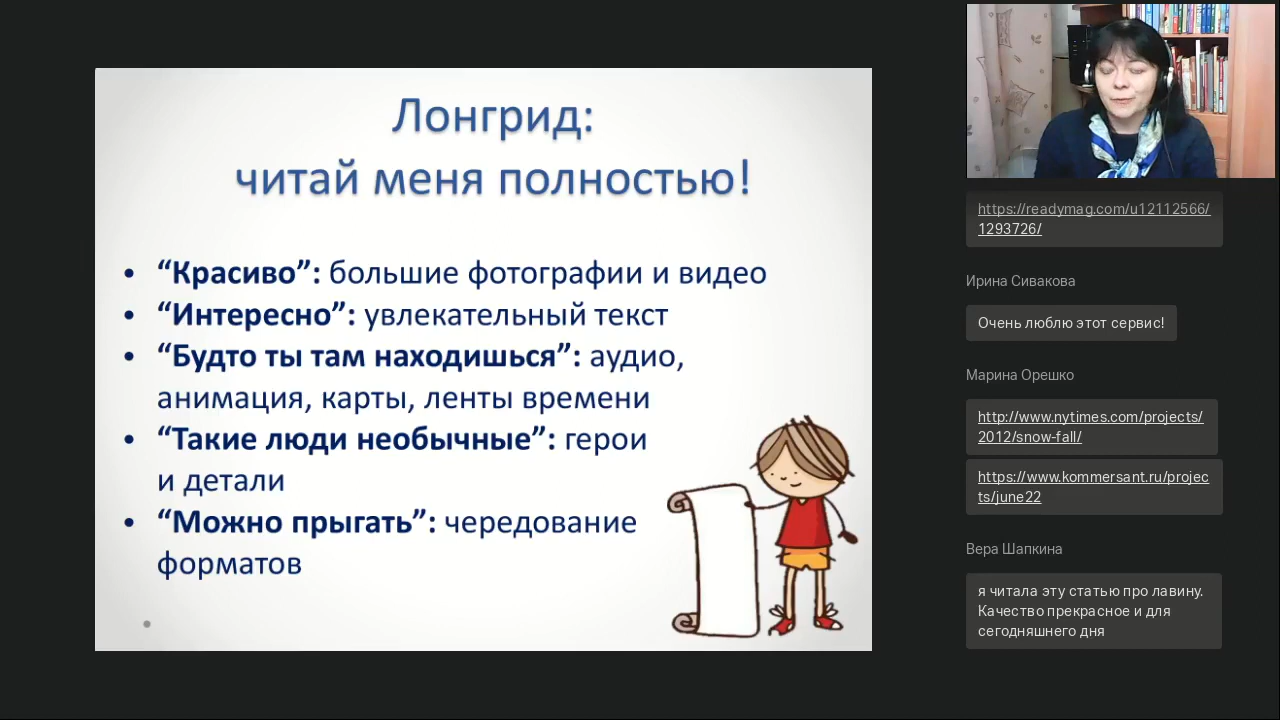 Лонгрид:
читай меня полностью!
• “Красиво”: большие фотографии и видео
• “Интересно”: увлекательный текст
• “Будто ты там находишься”: аудио,
анимация, карты, ленты времени
• “Такие люди необычные”: герои
и детали
• “Можно прыгать”: чередование
форматов
https://readymag.com/u12112566/
1293726/
Ирина Сивакова
Очень люблю этот сервис!
Марина Орешко
http://www.nytimes.com/projects/
2012/snow-fall/
https://www.kommersant.ru/projec
ts/june22
Вера Шапкина
я читала эту статью про лавину.
Качество прекрасное и для
сегодняшнего дня